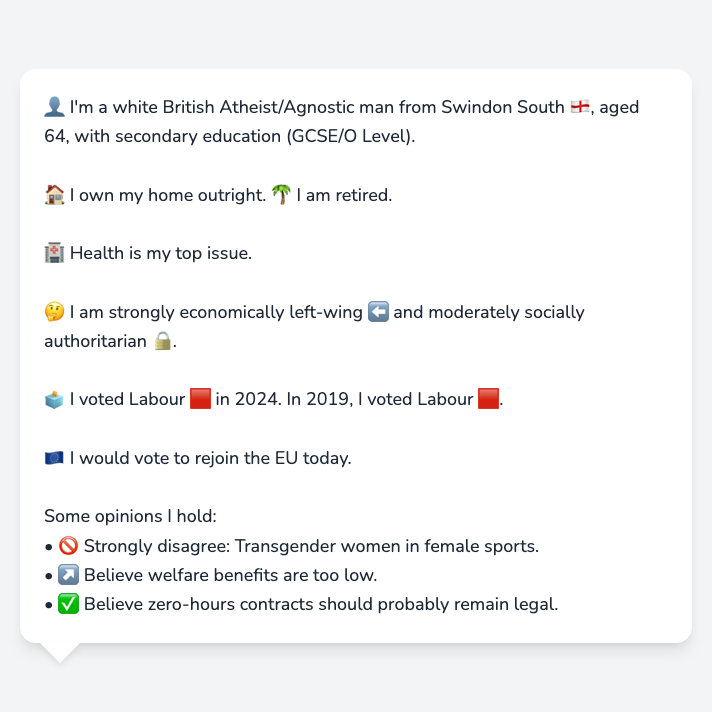 👤 I'm a white British Atheist/Agnostic man from Swindon South 🏴󠁧󠁢󠁥󠁮󠁧󠁿, aged
64, with secondary education (GCSE/O Level).
🏠 I own my home outright. 🌴 I am retired.
🏥 Health is my top issue.
🤔 I am strongly economically left-wing ⬅️ and moderately socially
authoritarian 🔒.
🗳️ I voted Labour 🟥 in 2024. In 2019, I voted Labour 🟥.
🇪🇺 I would vote to rejoin the EU today.
Some opinions I hold:
• 🚫 Strongly disagree: Transgender women in female sports.
• ↗️ Believe welfare benefits are too low.
• ✅ Believe zero-hours contracts should probably remain legal.